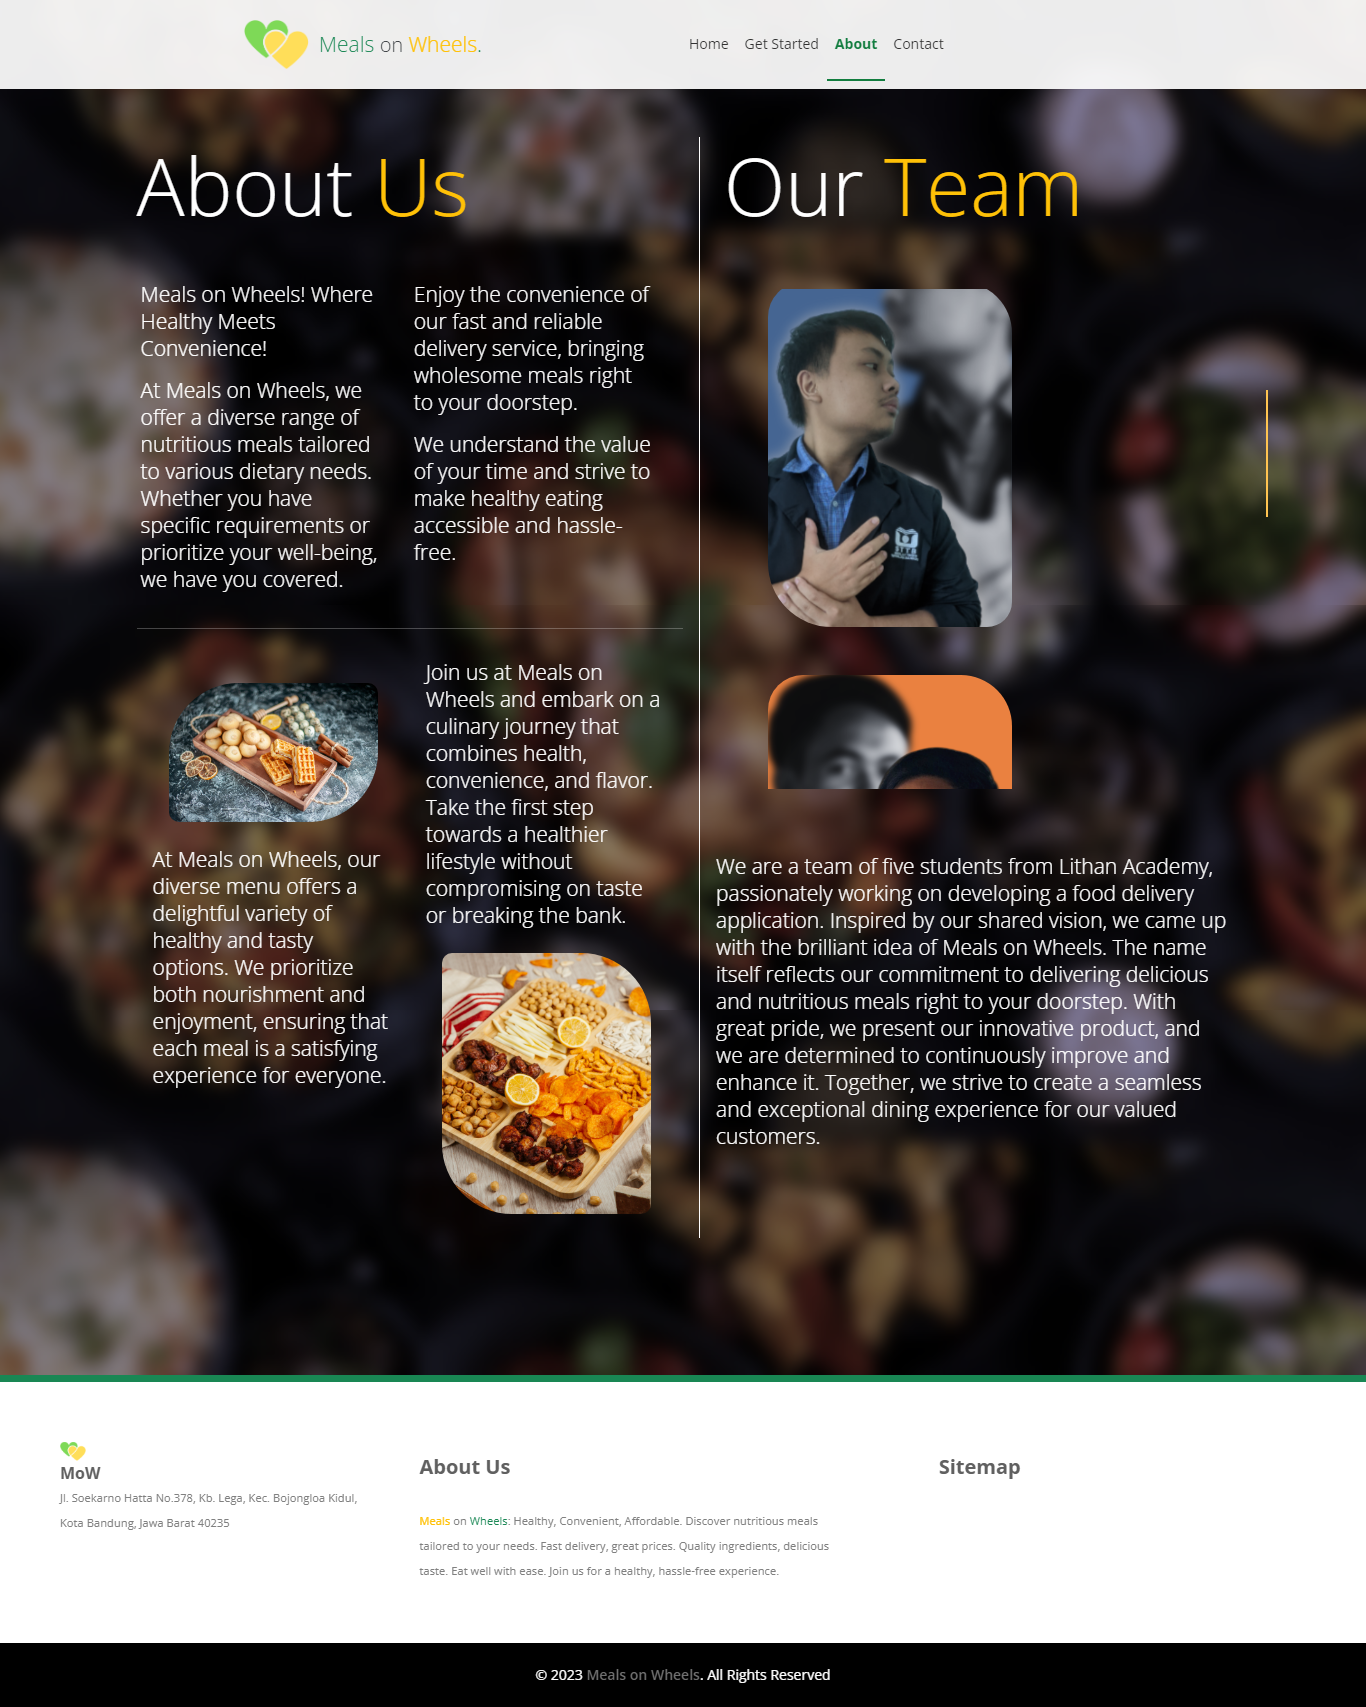 Meals on Wheels.
Home Get Started About Contact
About Us
Meals on Wheels! Where
Healthy Meets
Convenience!
At Meals on Wheels, we
offer a diverse range of
nutritious meals tailored
to various dietary needs.
Whether you have
specific requirements or
prioritize your well-being,
we have you covered.
Enjoy the convenience of
our fast and reliable
delivery service, bringing
wholesome meals right
to your doorstep.
We understand the value
of your time and strive to
make healthy eating
accessible and hassle-
free.
At Meals on Wheels, our
diverse menu offers a
delightful variety of
healthy and tasty
options. We prioritize
both nourishment and
enjoyment, ensuring that
each meal is a satisfying
experience for everyone.
Join us at Meals on
Wheels and embark on a
culinary journey that
combines health,
convenience, and flavor.
Take the first step
towards a healthier
lifestyle without
compromising on taste
or breaking the bank.
Our Team
We are a team of five students from Lithan Academy,
passionately working on developing a food delivery
application. Inspired by our shared vision, we came up
with the brilliant idea of Meals on Wheels. The name
itself reflects our commitment to delivering delicious
and nutritious meals right to your doorstep. With
great pride, we present our innovative product, and
we are determined to continuously improve and
enhance it. Together, we strive to create a seamless
and exceptional dining experience for our valued
customers.
MoW
Jl. Soekarno Hatta No.378, Kb. Lega, Kec. Bojongloa Kidul,
Kota Bandung, Jawa Barat 40235
About Us
Meals on Wheels: Healthy, Convenient, Affordable. Discover nutritious meals
tailored to your needs. Fast delivery, great prices. Quality ingredients, delicious
taste. Eat well with ease. Join us for a healthy, hassle-free experience.
Sitemap
© 2023 Meals on Wheels. All Rights Reserved